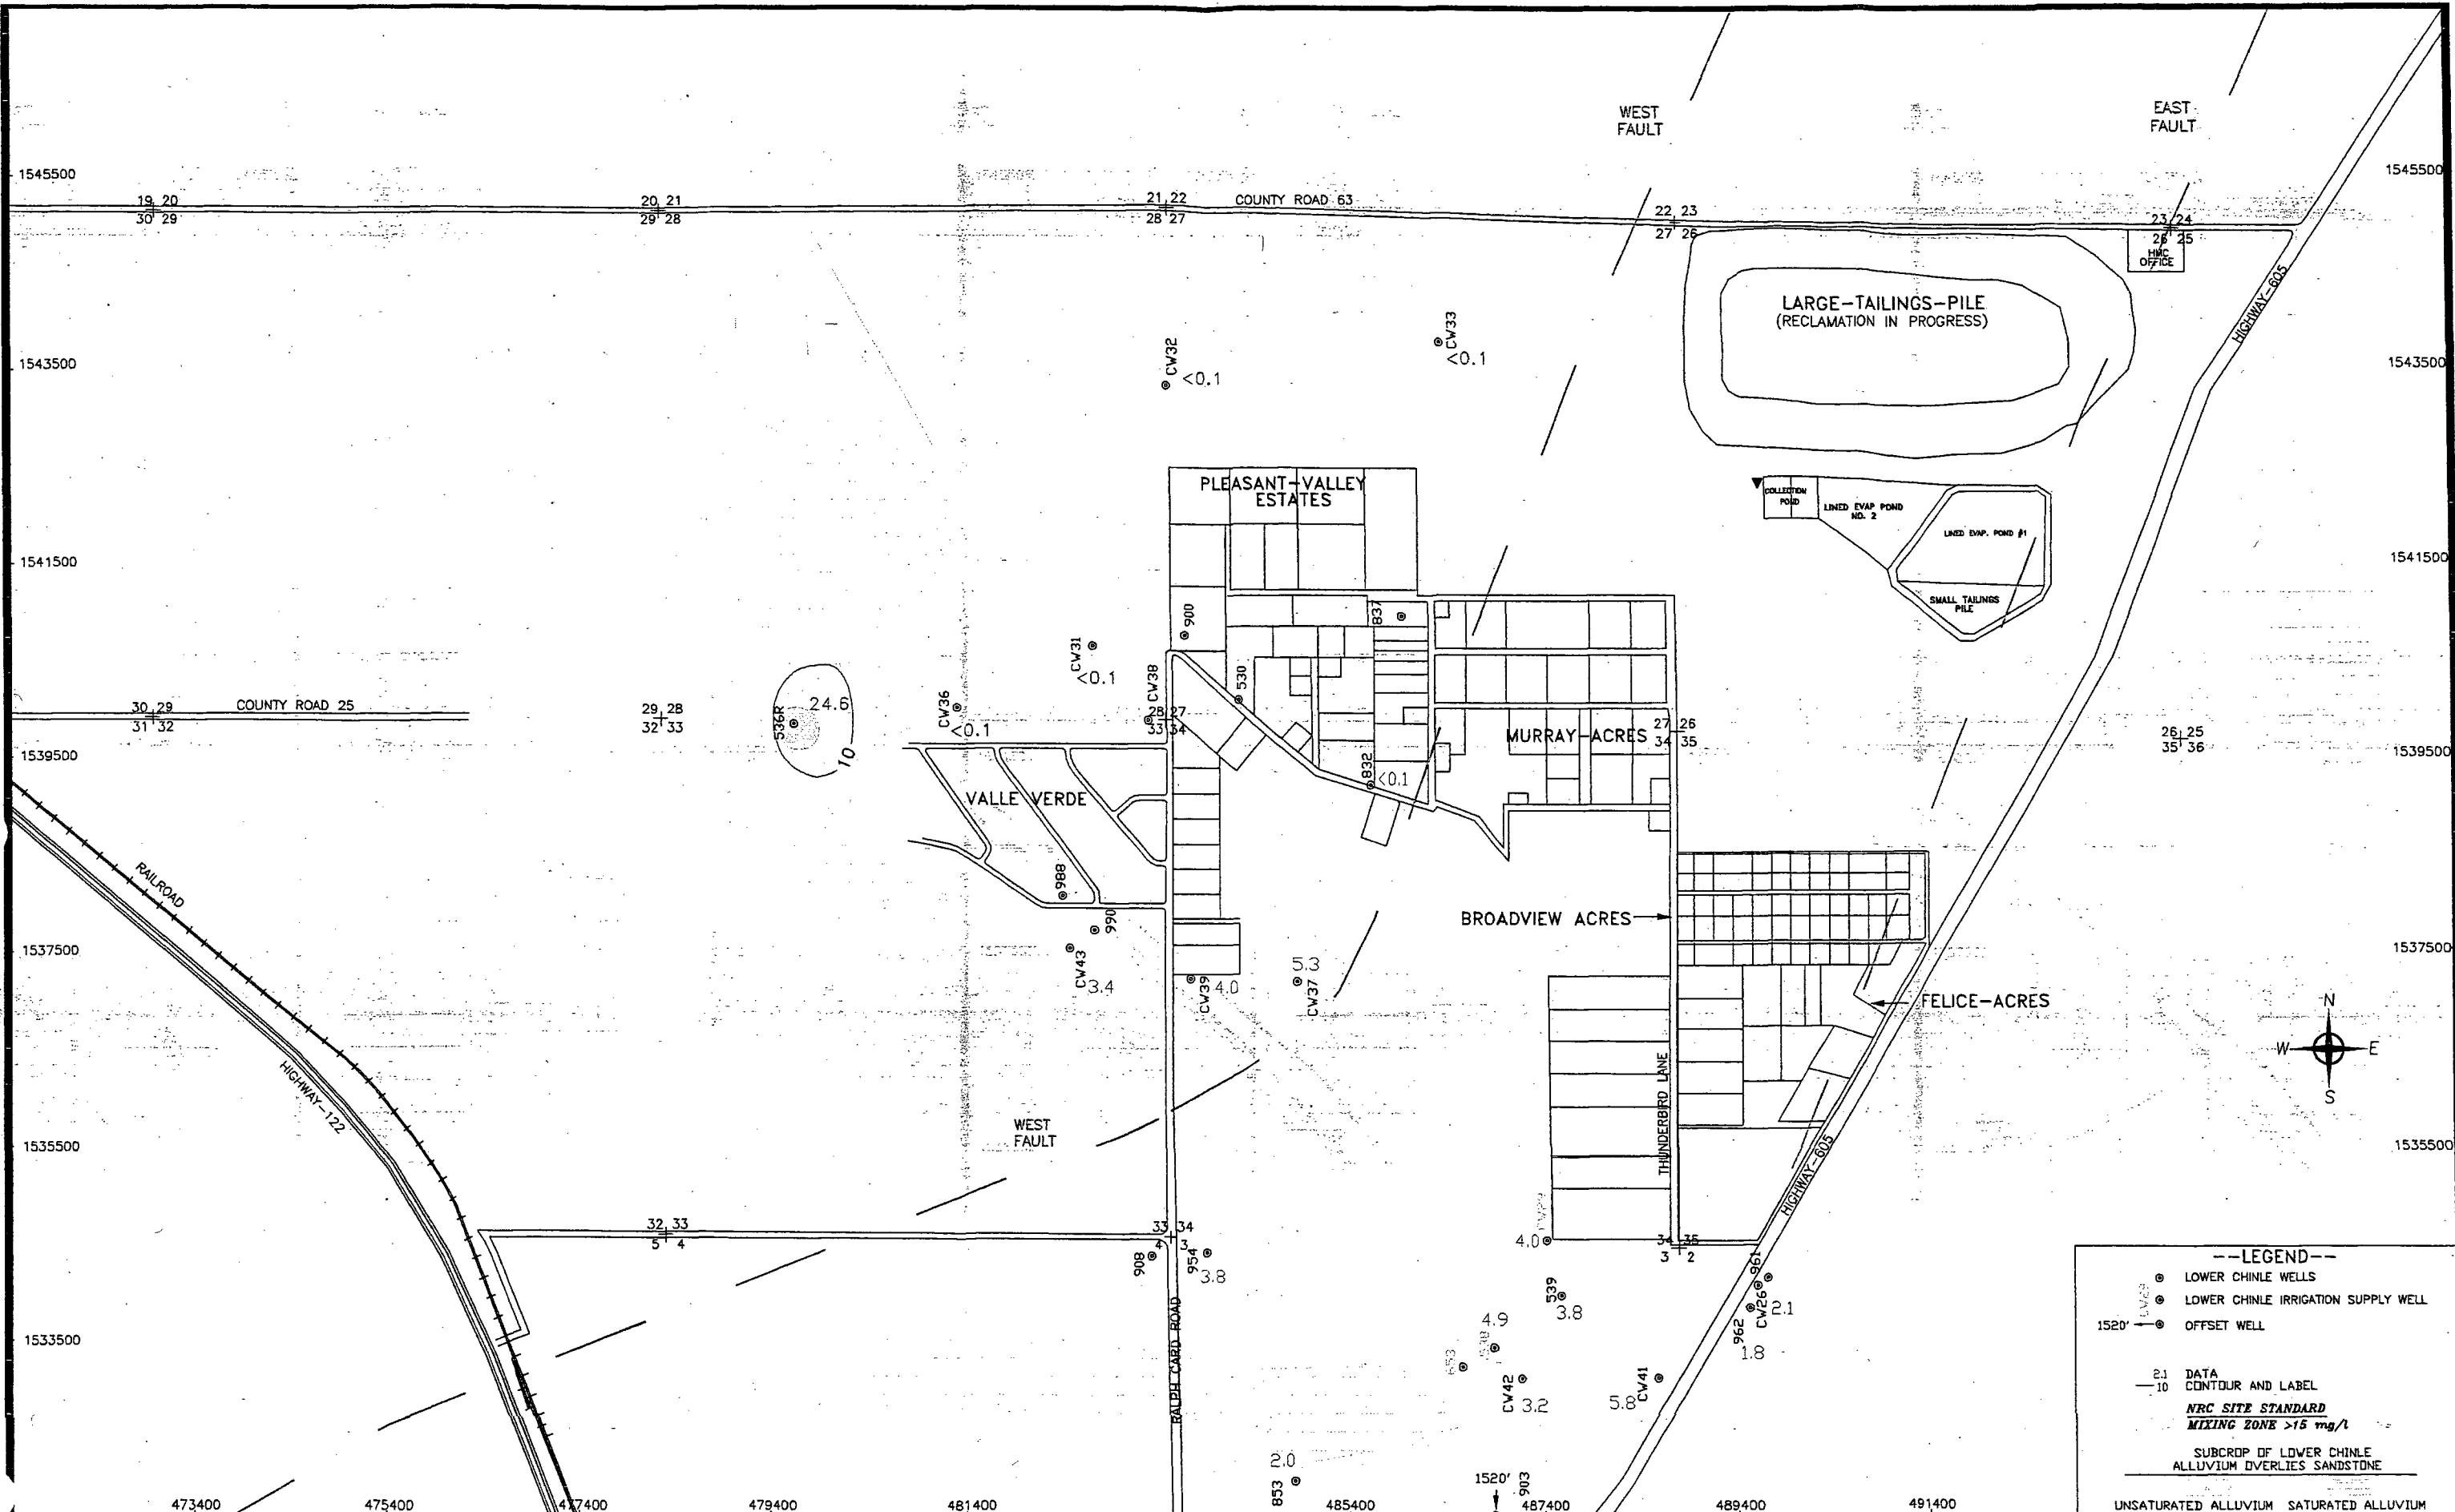 WEST
FAULT
EAST
FAULT
1545500
1545500
19 20
30 29
20 21
29 28
21 22
28 27
COUNTY ROAD 63
22 23
27 26
23 24
26 25
HMC
OFFICE
LARGE-TAILINGS-PILE
(RECLAMATION IN PROGRESS)
HIGHWAY-605
CW33
<0.1
CW32
<0.1
1543500
1543500
PLEASANT-VALLEY
ESTATES
COLLECTION
POND
LINED EVAP POND
NO. 2
LINED EVAP. POND #1
SMALL TAILINGS
PILE
1541500
1541500
900
837
CW31
<0.1
530
CW38
CW36
<0.1
536R
24.6
10
30 29
31 32
COUNTY ROAD 25
29 28
32 33
28 27
33 34
MURRAY-ACRES
27 26
34 35
26 25
35 36
1539500
1539500
832
<0.1
VALLE VERDE
RAILROAD
988
990
BROADVIEW ACRES
1537500
1537500
CW43
3.4
CW39
4.0
5.3
CW37
FELICE-ACRES
N
W
E
S
HIGHWAY-122
THUNDERBIRD LANE
WEST
FAULT
1535500
1535500
HIGHWAY-605
32 33
5 4
33 34
4 3
34 35
3 2
908
954
3.8
4.0
CW29
961
539
3.8
CW26
2.1
962
1.8
1533500
4.9
538
653
CW42
3.2
5.8
CW41
RALPH CARD ROAD
2.0
853
1520'
903
--LEGEND--
LOWER CHINLE WELLS
CW29
LOWER CHINLE IRRIGATION SUPPLY WELL
1520'
OFFSET WELL
2.1 DATA
10 CONTOUR AND LABEL
NRC SITE STANDARD
MIXING ZONE >15 mg/l
SUBCROP OF LOWER CHINLE
ALLUVIUM OVERLIES SANDSTONE
UNSATURATED ALLUVIUM SATURATED ALLUVIUM
473400
475400
477400
479400
481400
485400
487400
489400
491400